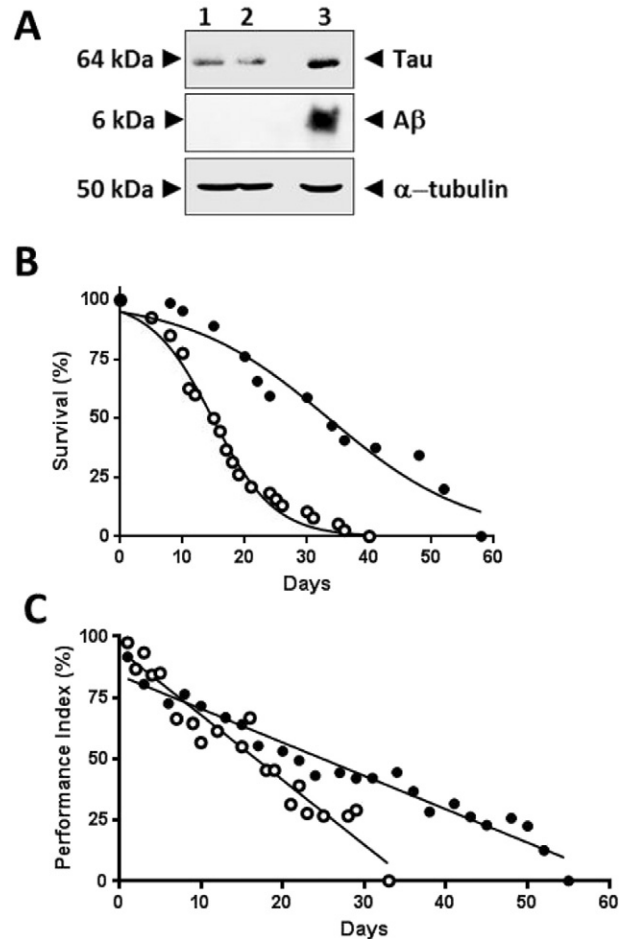 A
1 2 3
64 kDa ► ◄ Tau
6 kDa ► ◄ Aβ
50 kDa ► ◄ α−tubulin
B
100
75
50
25
0
Survival (%)
0 10 20 30 40 50 60
Days
C
100
75
50
25
0
Performance Index (%)
0 10 20 30 40 50 60
Days